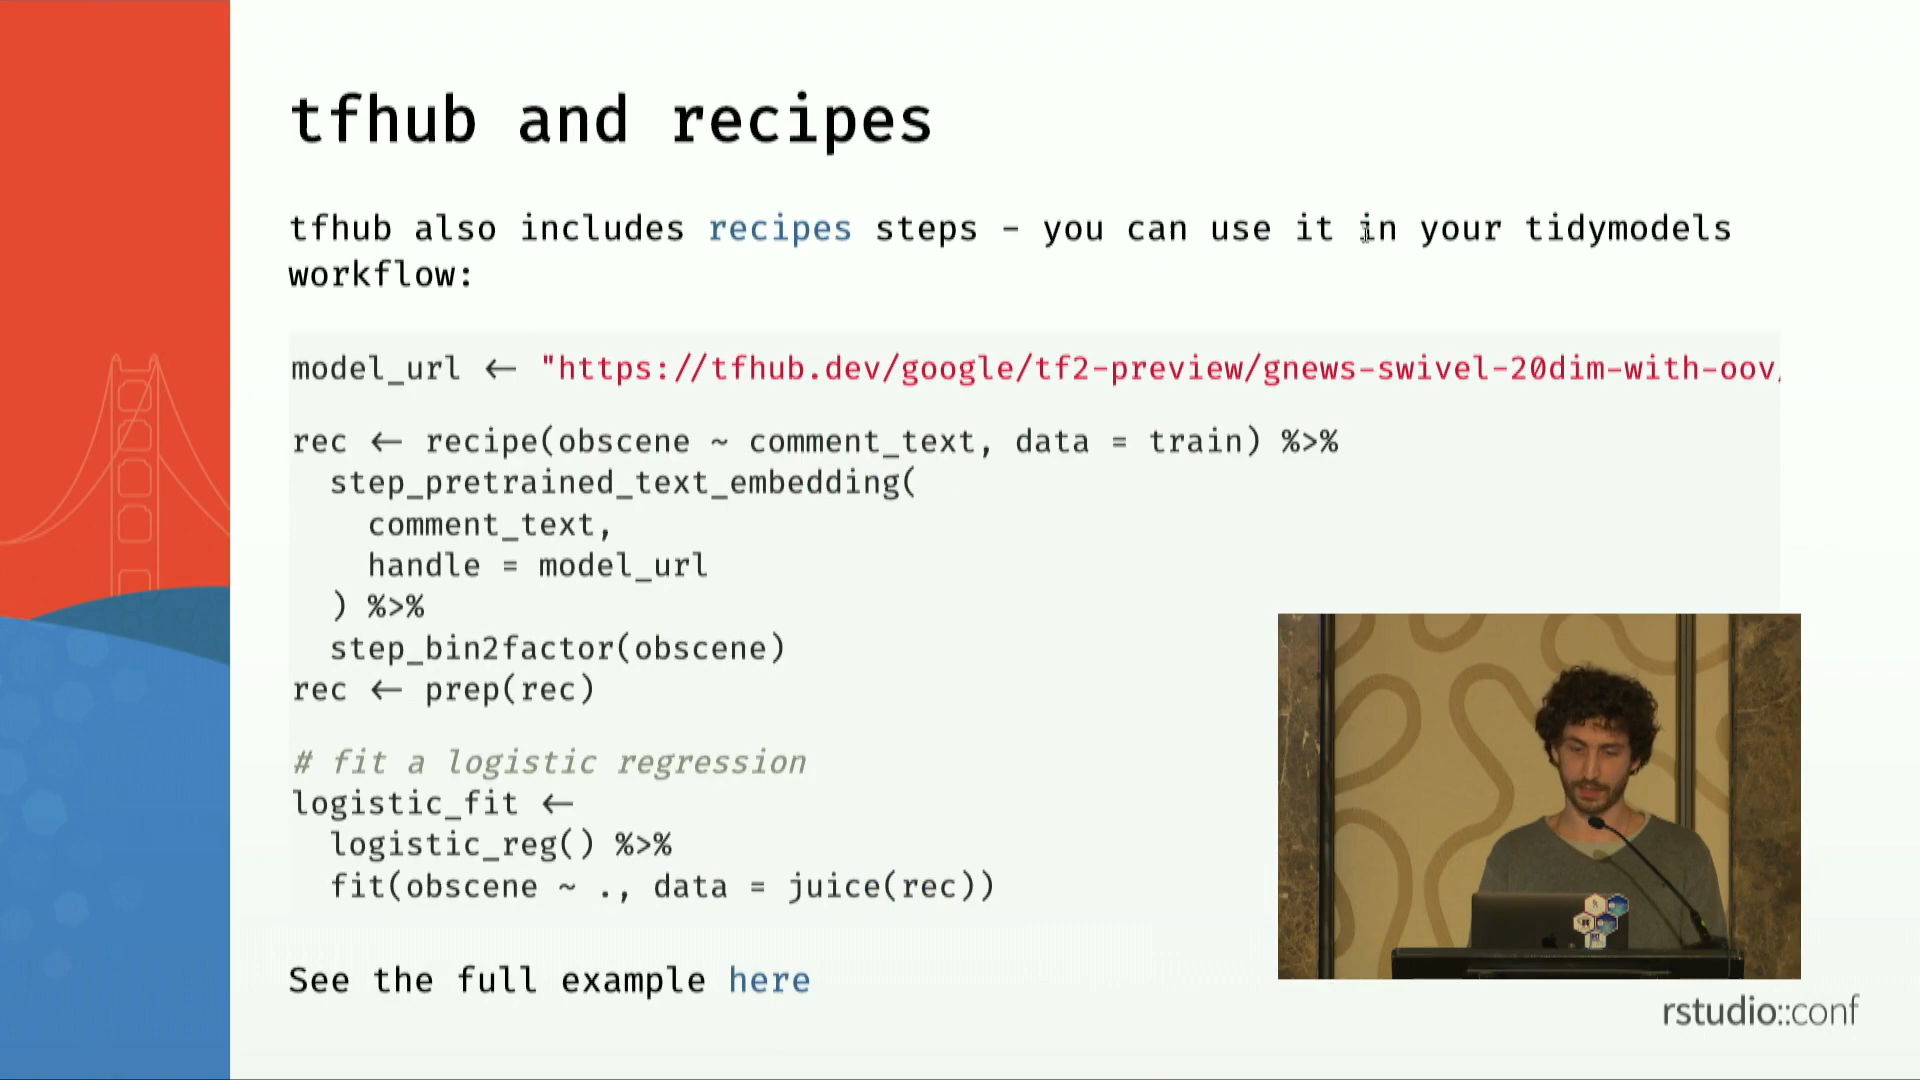 tfhub and recipes
tfhub also includes recipes steps – you can use it in your tidymodels
workflow:
model_url ← "https://tfhub.dev/google/tf2-preview/gnews-swivel-20dim-with-oov/
rec ← recipe(obscene ~ comment_text, data = train) %>%
  step_pretrained_text_embedding(
    comment_text,
    handle = model_url
  ) %>%
  step_bin2factor(obscene)
rec ← prep(rec)
# fit a logistic regression
logistic_fit ←
  logistic_reg() %>%
  fit(obscene ~ ., data = juice(rec))
See the full example here
rstudio::conf